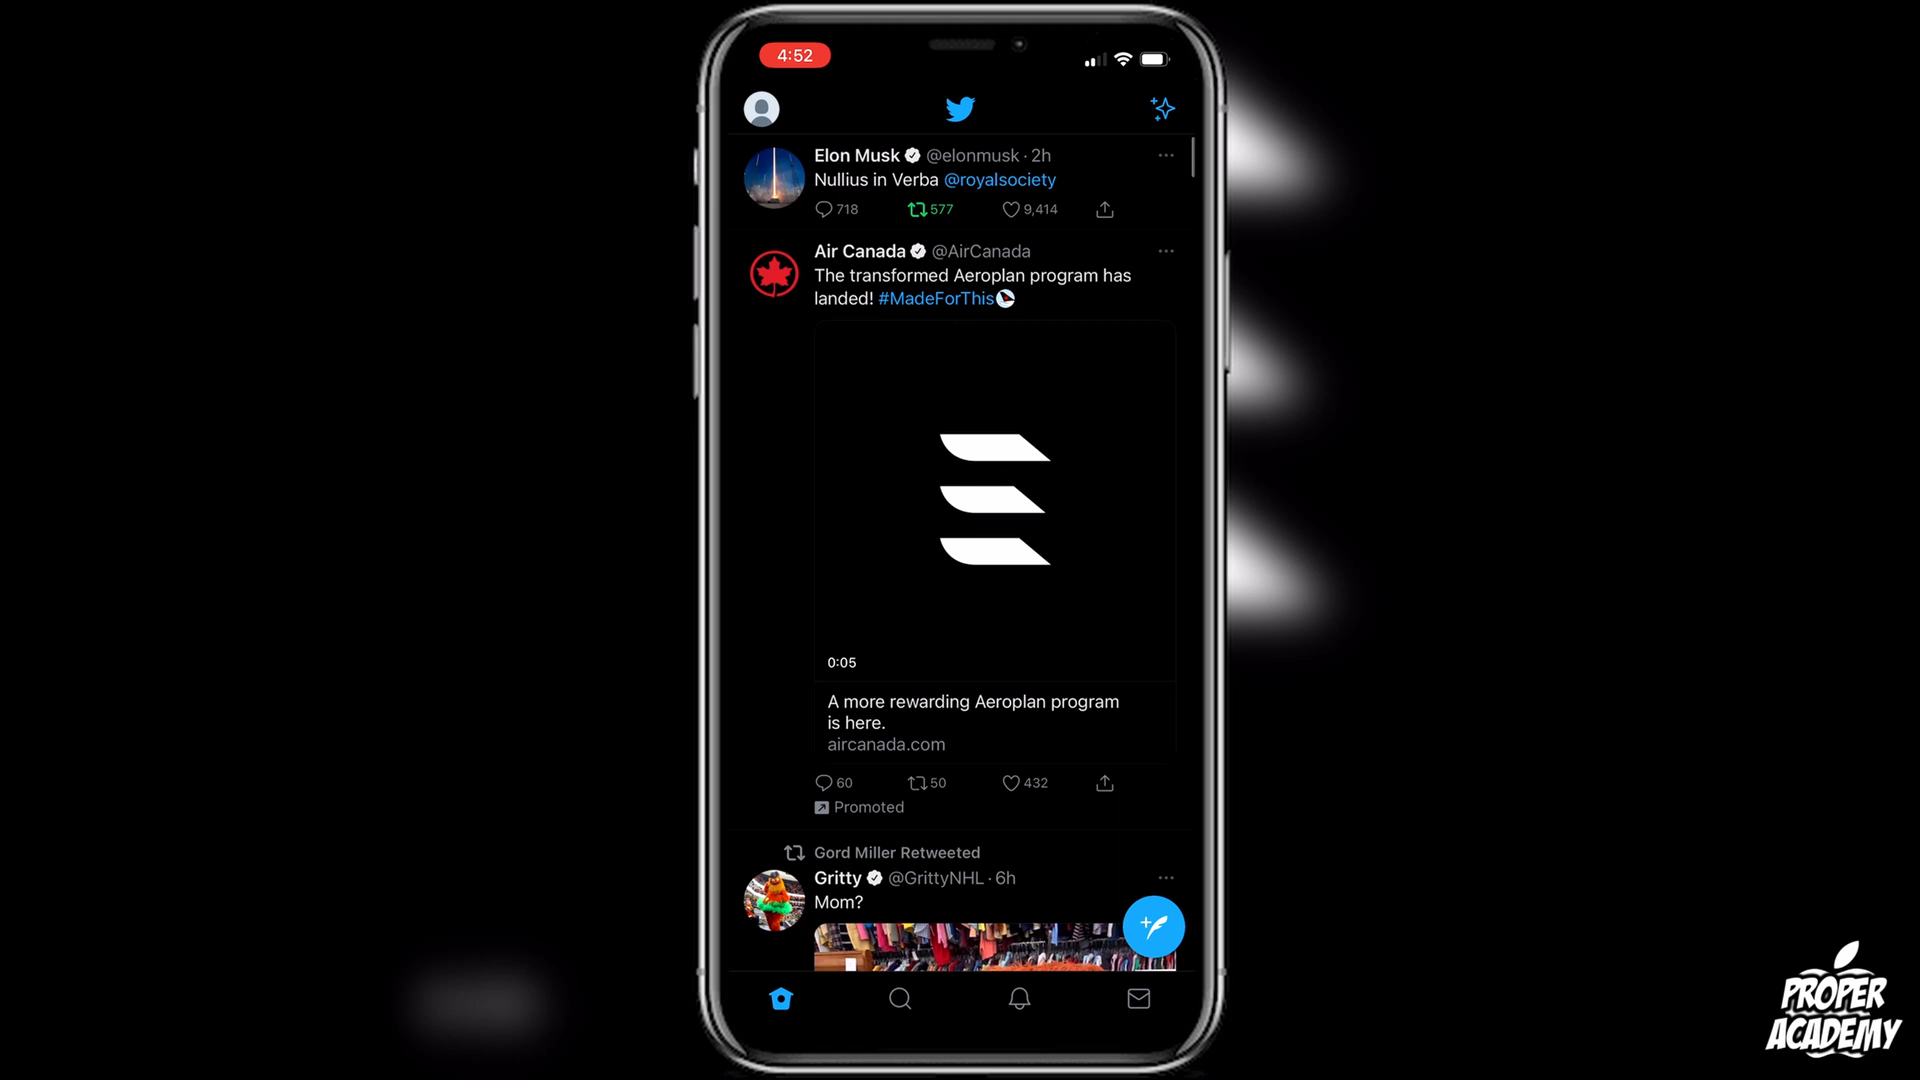 4:52
Elon Musk @elonmusk · 2h
Nullius in Verba @royalsociety
718 577 9,414
Air Canada @AirCanada
The transformed Aeroplan program has
landed! #MadeForThis
0:05
A more rewarding Aeroplan program
is here.
aircanada.com
60 50 432
Promoted
Gord Miller Retweeted
Gritty @GrittyNHL · 6h
Mom?
PROPER
ACADEMY